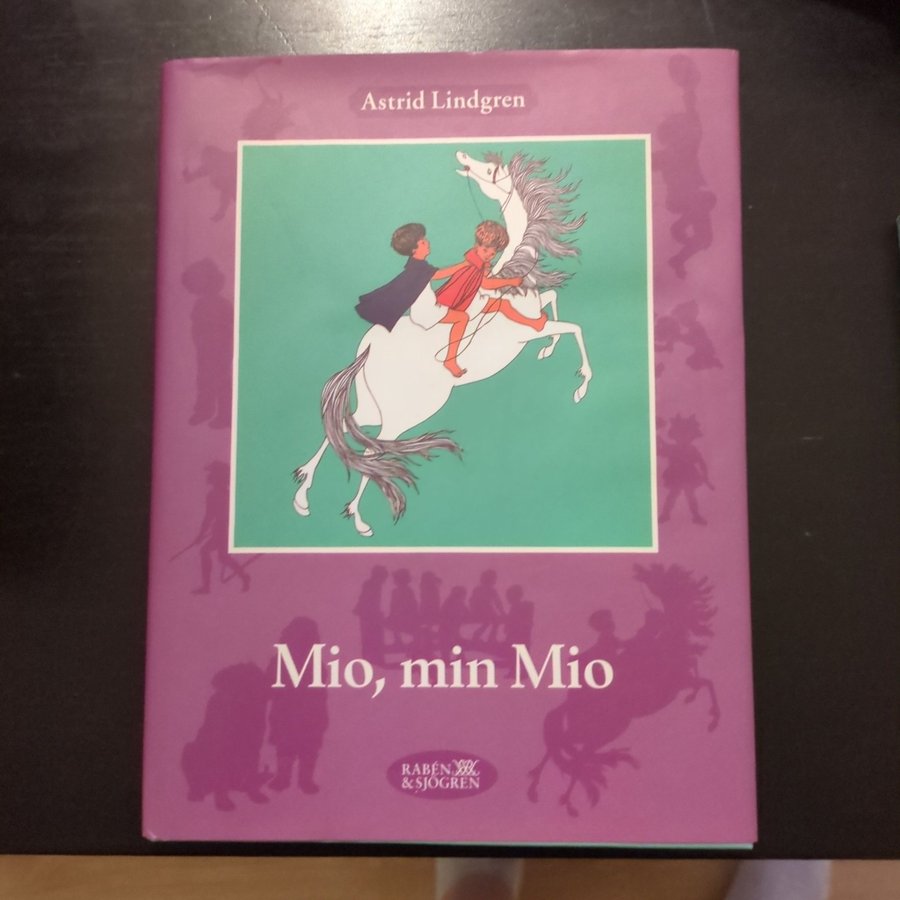 Astrid Lindgren
Mio, min Mio
RABÉN
& SJÖGREN